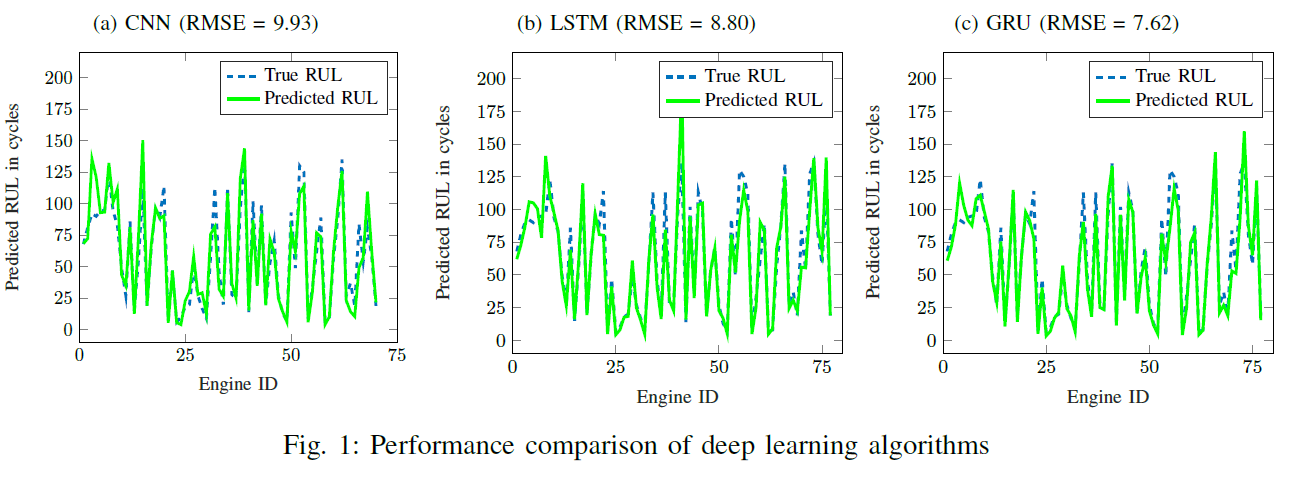 (a) CNN (RMSE = 9.93)
200
175
150
125
100
75
50
25
0
0 25 50 75
Predicted RUL in cycles
Engine ID
True RUL
Predicted RUL
(b) LSTM (RMSE = 8.80)
200
175
150
125
100
75
50
25
0
0 25 50 75
Predicted RUL in cycles
Engine ID
True RUL
Predicted RUL
(c) GRU (RMSE = 7.62)
200
175
150
125
100
75
50
25
0
0 25 50 75
Predicted RUL in cycles
Engine ID
True RUL
Predicted RUL
Fig. 1: Performance comparison of deep learning algorithms